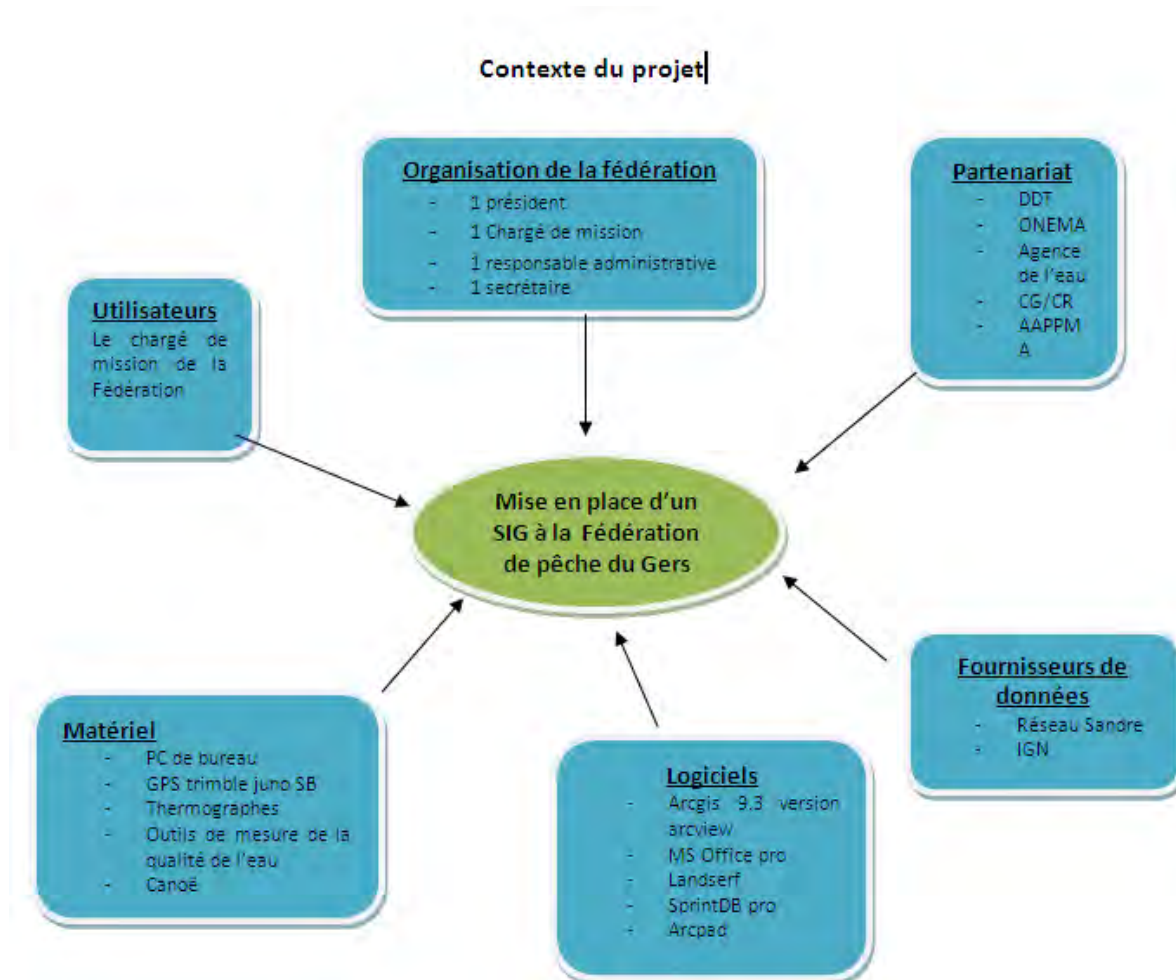 Contexte du projet
Organisation de la fédération
- 1 président
- 1 Chargé de mission
- 1 responsable administrative
- 1 secrétaire
Partenariat
- DDT
- ONEMA
- Agence
de l'eau
- CG/CR
- AAPPM
A
Utilisateurs
Le chargé de
mission de la
Fédération
Mise en place d'un
SIG à la Fédération
de pêche du Gers
Fournisseurs de
données
- Réseau Sandre
- IGN
Matériel
- PC de bureau
- GPS trimble juno SB
- Thermographes
- Outils de mesure de la
qualité de l'eau
- Canoë
Logiciels
- Arcgis 9.3 version
arcview
- MS Office pro
- Landserf
- SprintDB pro
- Arcpad